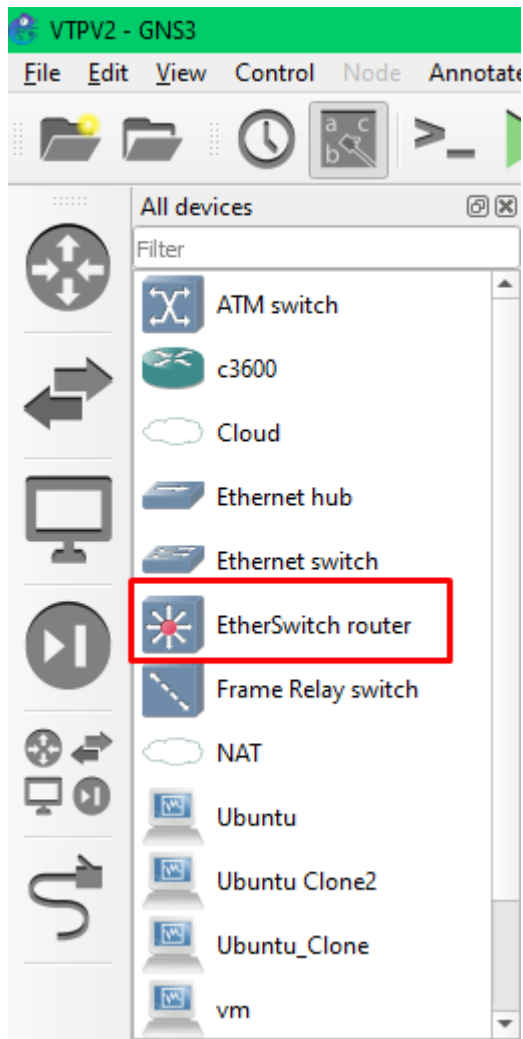 VTPV2 - GNS3
File Edit View Control Node Annotate
a c
b
>_
All devices
Filter
ATM switch
c3600
Cloud
Ethernet hub
Ethernet switch
EtherSwitch router
Frame Relay switch
NAT
Ubuntu
Ubuntu Clone2
Ubuntu_Clone
vm